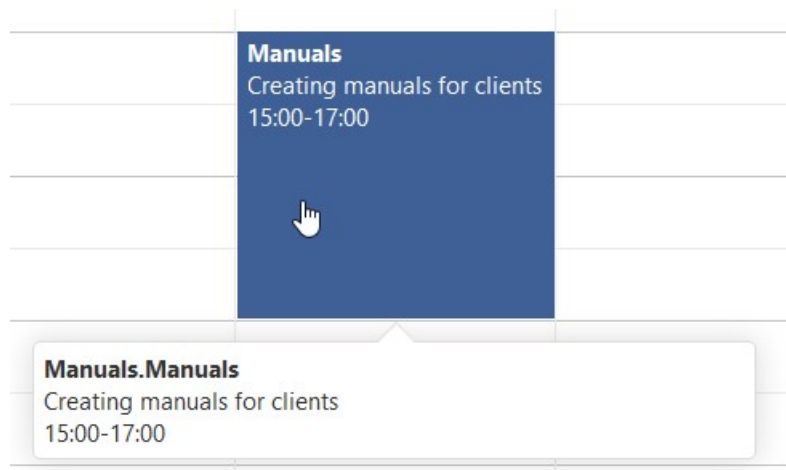 Manuals
Creating manuals for clients
15:00-17:00
Manuals.Manuals
Creating manuals for clients
15:00-17:00